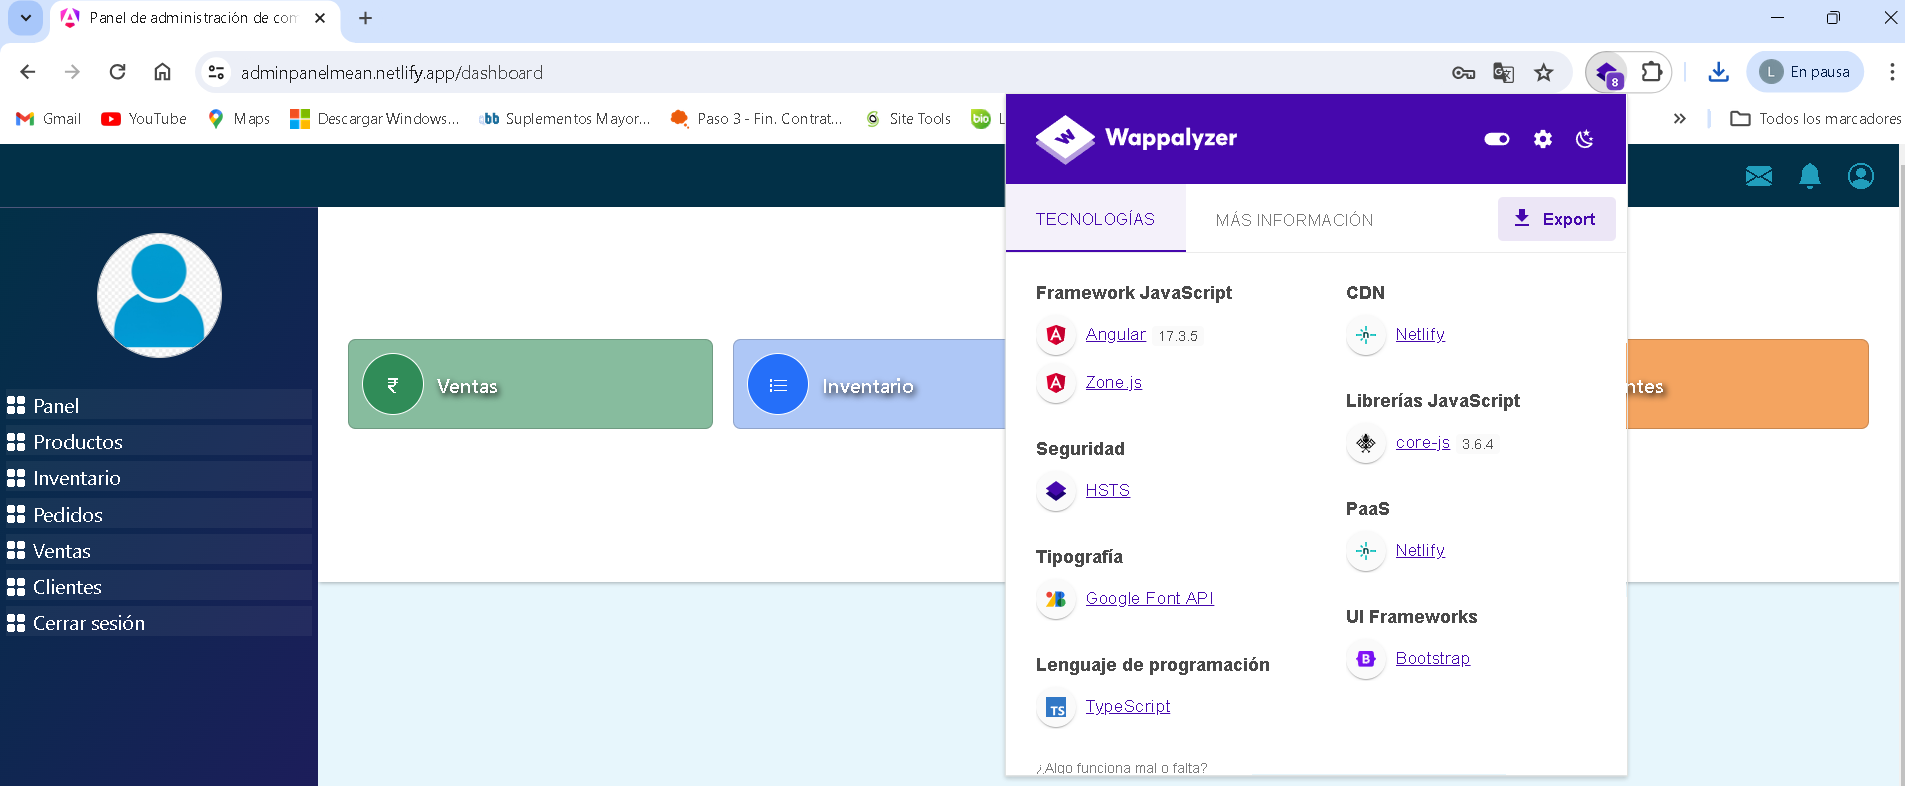 Panel de administración de com
adminpanelmean.netlify.app/dashboard
8
L En pausa
Gmail
YouTube
Maps
Descargar Windows...
bb Suplementos Mayor...
Paso 3 - Fin. Contrat...
Site Tools
bio L
Todos los marcadores
Panel
Productos
Inventario
Pedidos
Ventas
Clientes
Cerrar sesión
₹ Ventas
Inventario
ntes
W Wappalyzer
TECNOLOGÍAS
MÁS INFORMACIÓN
Export
Framework JavaScript
Angular 17.3.5
Zone.js
Seguridad
HSTS
Tipografía
Google Font API
Lenguaje de programación
TS TypeScript
¿Algo funciona mal o falta?
CDN
n Netlify
Librerías JavaScript
core-js 3.6.4
PaaS
n Netlify
UI Frameworks
B Bootstrap